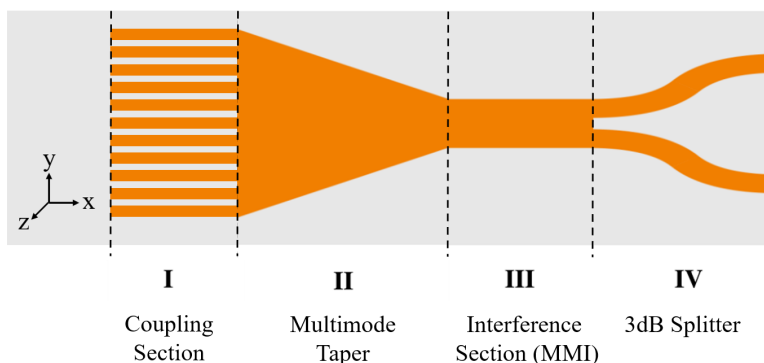 y
x
z
I
II
III
IV
Coupling
Section
Multimode
Taper
Interference
Section (MMI)
3dB Splitter